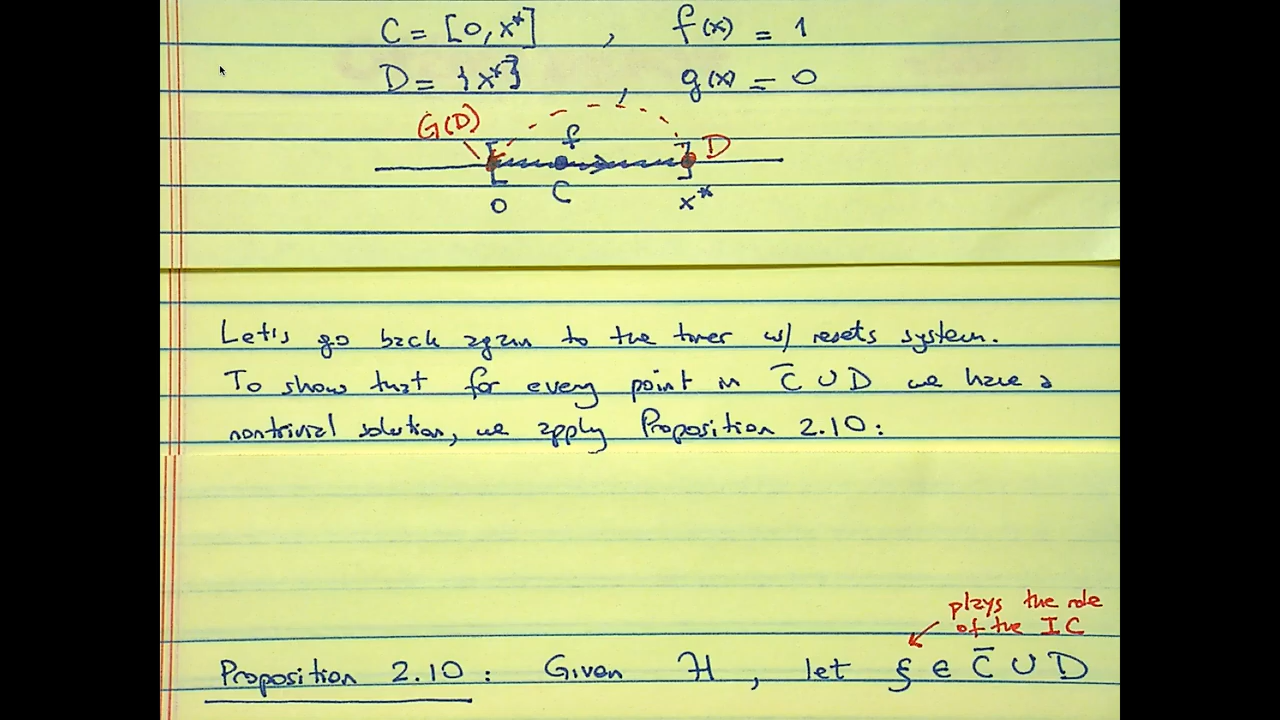 C = [0, x*] , f(x) = 1
D = {x*} , g(x) = 0
G(D) f D
0 C x*
Let's go back again to the timer w/ resets system.
To show that for every point in C̅ ∪ D we have a
nontrivial solution, we apply Proposition 2.10:
plays the role
of the IC
Proposition 2.10 : Given H , let ξ ∈ C̅ ∪ D